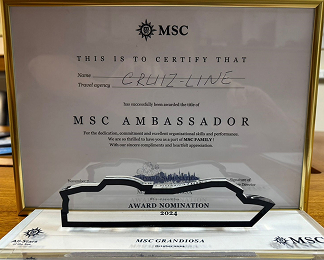 MSC
THIS IS TO CERTIFY THAT
Name CRUIZ-LINE
Travel agency
has successfully been awarded the title of
MSC AMBASSADOR
For the dedication, commitment and excellent organizational skills and performance.
We are so thrilled to have you as a part of MSC FAMILY!
With our sincere compliments and heartfelt appreciation.
AWARD NOMINATION
2024
All-Stars
MSC GRANDIOSA
MSC